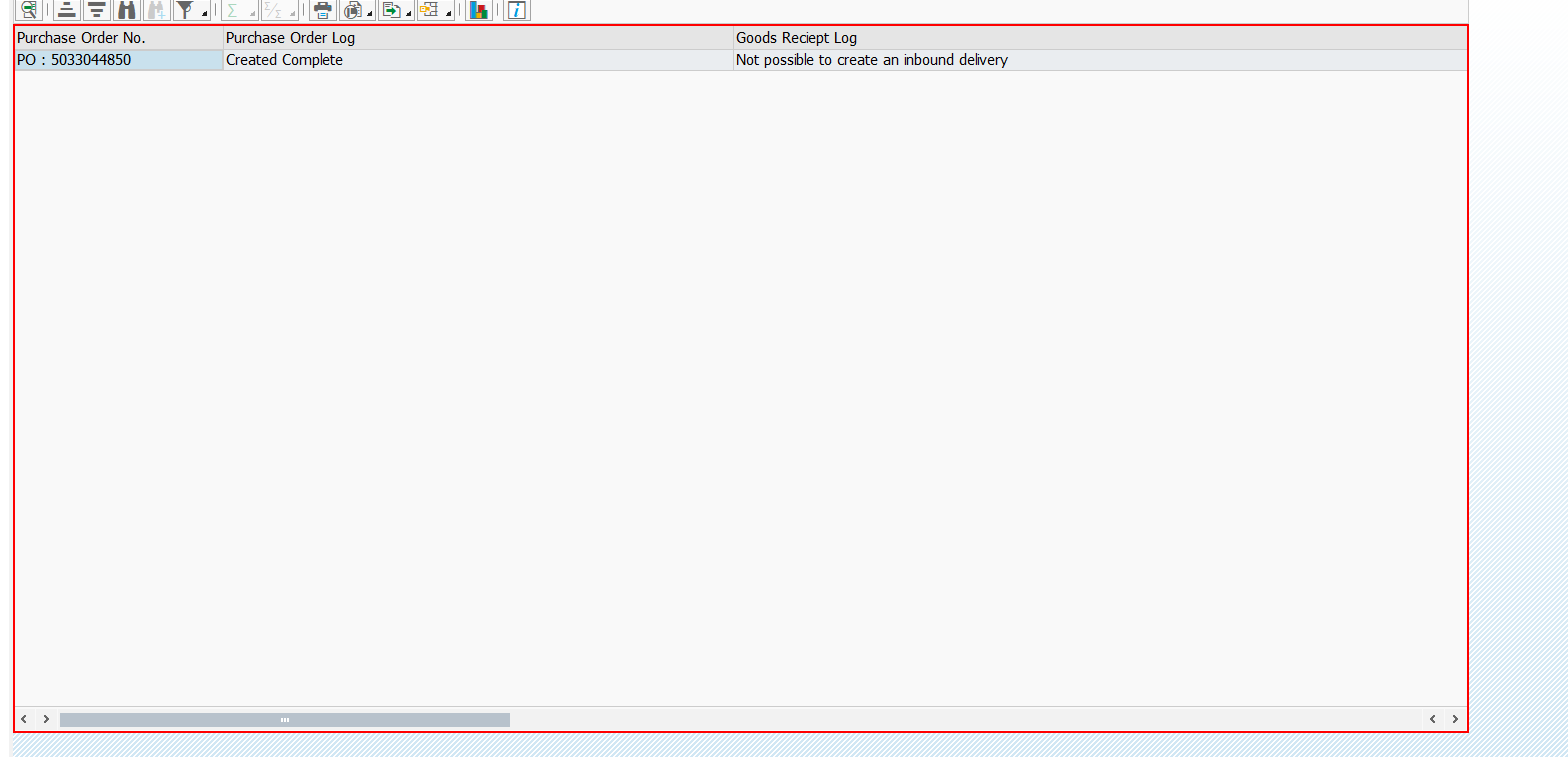 Purchase Order No. Purchase Order Log Goods Reciept Log
PO : 5033044850 Created Complete Not possible to create an inbound delivery